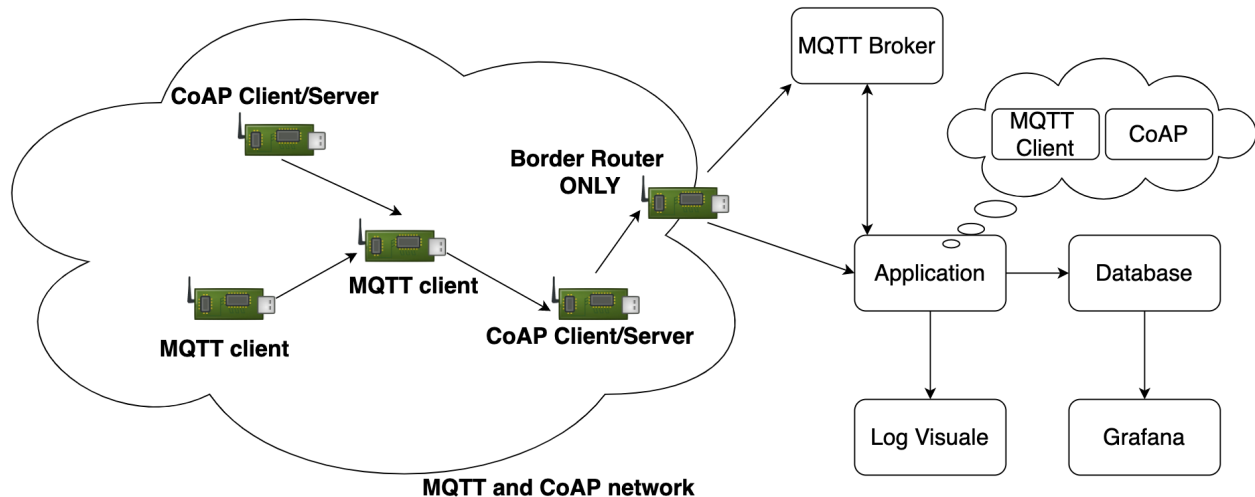 MQTT Broker
CoAP Client/Server
MQTT
Client
CoAP
Border Router
ONLY
MQTT client
Application
Database
MQTT client
CoAP Client/Server
Log Visuale
Grafana
MQTT and CoAP network